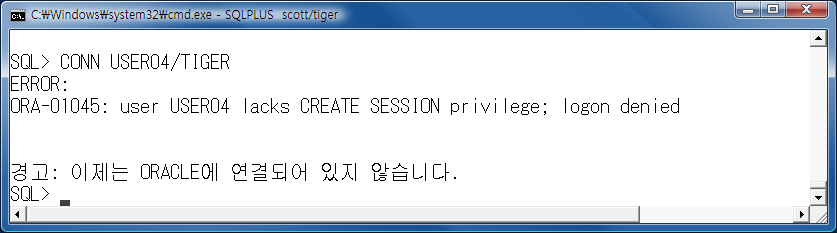 C:₩Windows₩system32₩cmd.exe - SQLPLUS  scott/tiger
SQL> CONN USER04/TIGER
ERROR:
ORA-01045: user USER04 lacks CREATE SESSION privilege; logon denied
경고: 이제는 ORACLE에 연결되어 있지 않습니다.
SQL>